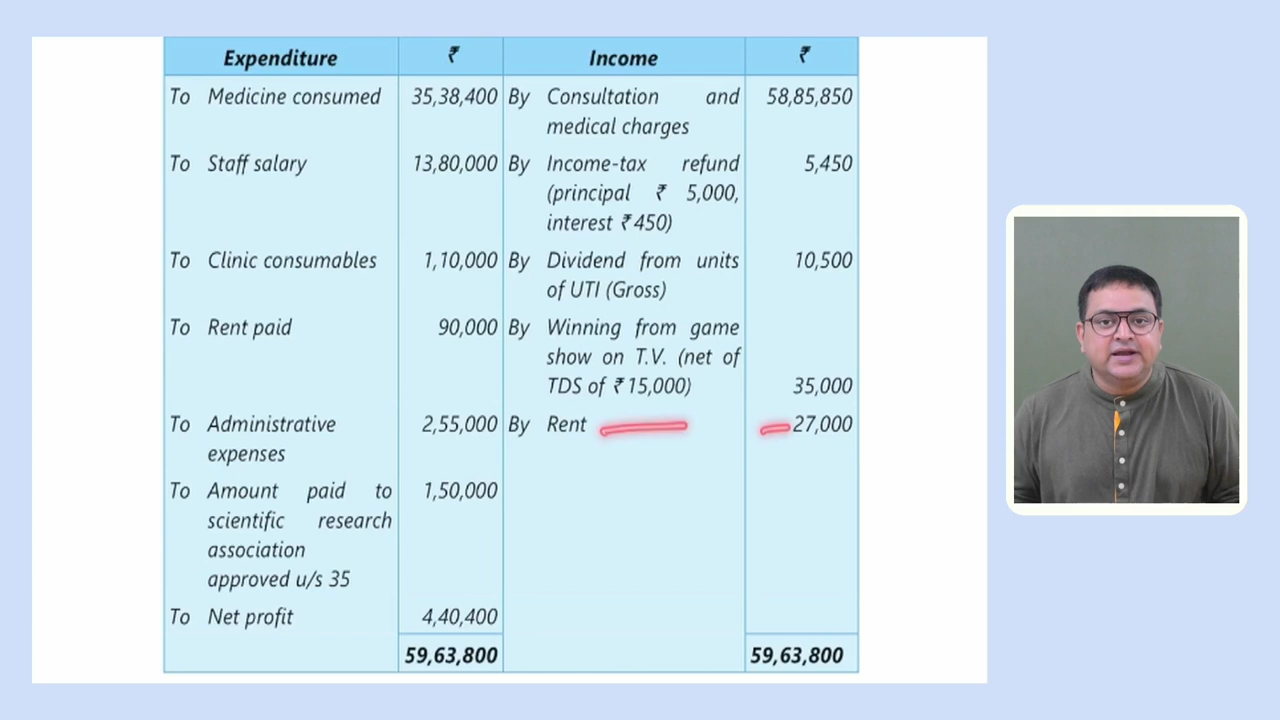 Expenditure ₹ Income ₹
To Medicine consumed 35,38,400 By Consultation and 58,85,850
medical charges
To Staff salary 13,80,000 By Income-tax refund 5,450
(principal ₹ 5,000,
interest ₹ 450)
To Clinic consumables 1,10,000 By Dividend from units 10,500
of UTI (Gross)
To Rent paid 90,000 By Winning from game
show on T.V. (net of
TDS of ₹ 15,000) 35,000
To Administrative 2,55,000 By Rent 27,000
expenses
To Amount paid to 1,50,000
scientific research
association
approved u/s 35
To Net profit 4,40,400
59,63,800 59,63,800